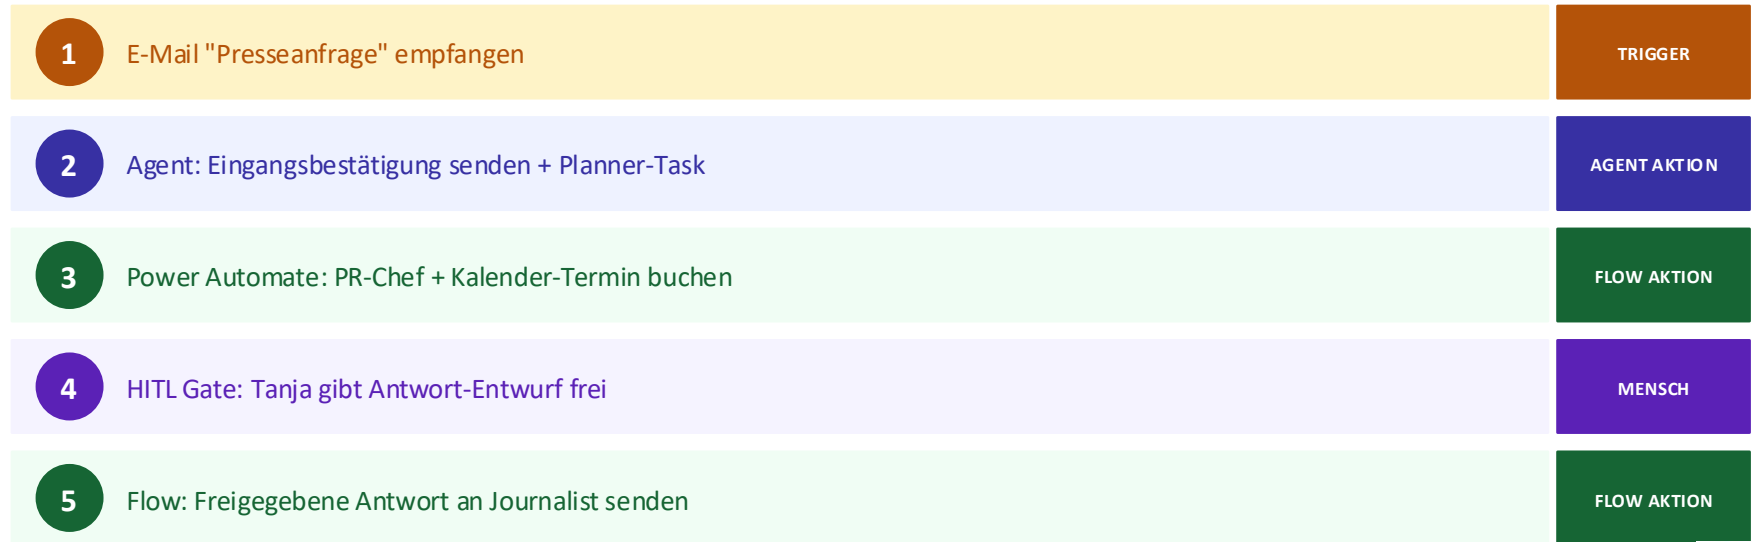 1 E-Mail "Presseanfrage" empfangen TRIGGER
2 Agent: Eingangsbestätigung senden + Planner-Task AGENT AKTION
3 Power Automate: PR-Chef + Kalender-Termin buchen FLOW AKTION
4 HITL Gate: Tanja gibt Antwort-Entwurf frei MENSCH
5 Flow: Freigegebene Antwort an Journalist senden FLOW AKTION